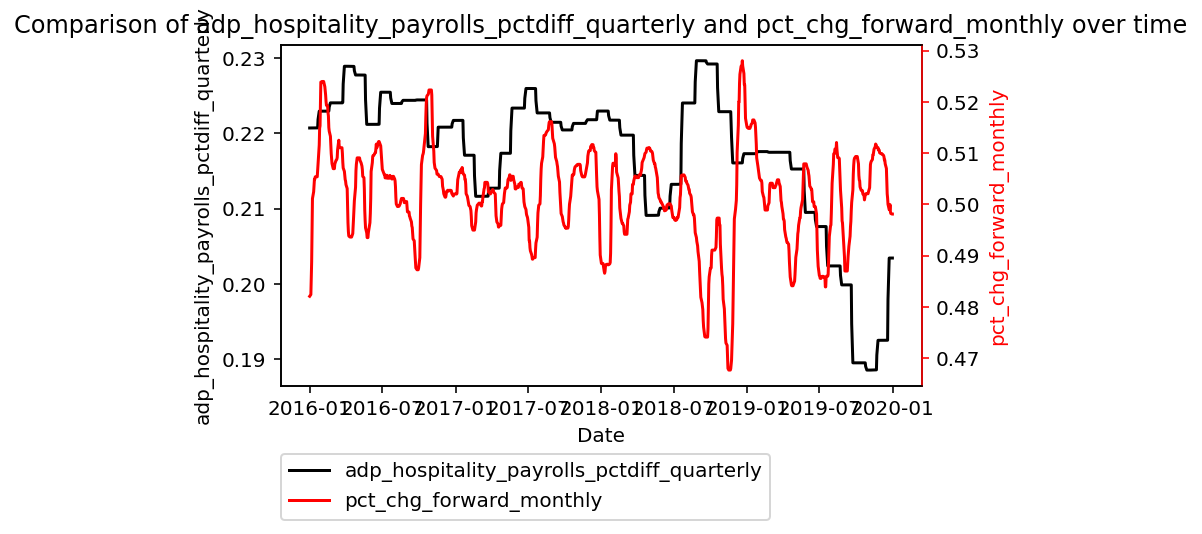 Comparison of adp_hospitality_payrolls_pctdiff_quarterly and pct_chg_forward_monthly over time
adp_hospitality_payrolls_pctdiff_quarterly
0.23
0.22
0.21
0.20
0.19
0.53
0.52
0.51
0.50
0.49
0.48
0.47
pct_chg_forward_monthly
2016-01 2016-07 2017-01 2017-07 2018-01 2018-07 2019-01 2019-07 2020-01
Date
adp_hospitality_payrolls_pctdiff_quarterly
pct_chg_forward_monthly